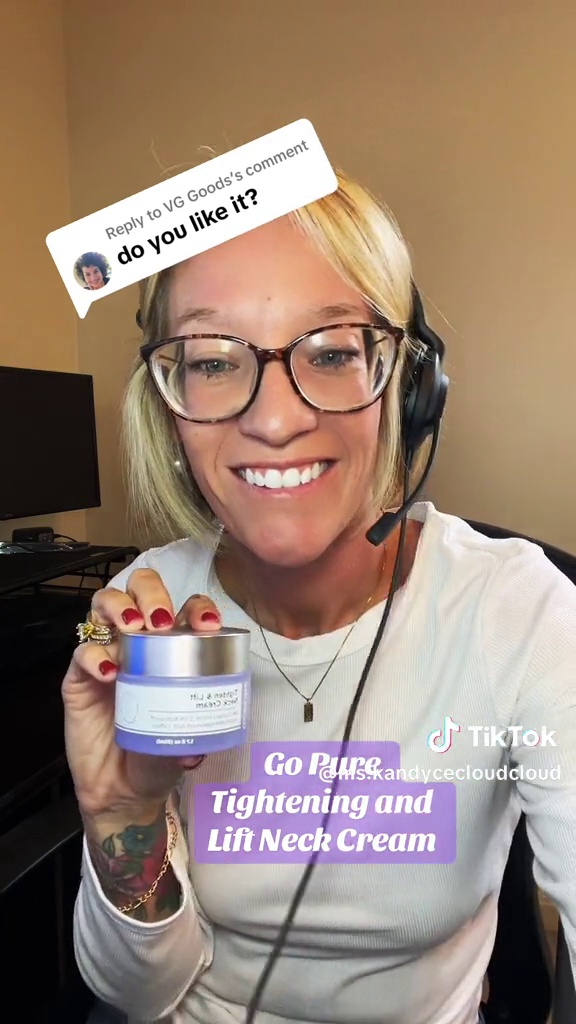 Reply to VG Goods's comment
do you like it?
Tighten & Lift
Neck Cream
TikTok
@ms.kandycecloudcloud
Go Pure
Tightening and
Lift Neck Cream